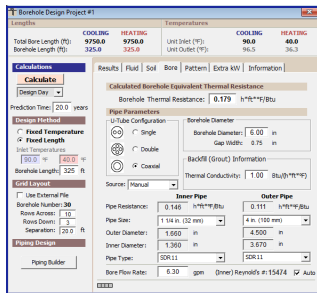 Borehole Design Project #1
Lengths
Temperatures
COOLING HEATING
COOLING HEATING
Total Bore Length (ft): 9750.0 9750.0
Unit Inlet (°F): 90.0 40.0
Borehole Length (ft): 325.0 325.0
Unit Outlet (°F): 96.5 36.3
Calculations
Calculate
Design Day
Prediction Time: 20.0 years
Design Method
Fixed Temperature
Fixed Length
Inlet Temperatures
90.0 °F 40.0 °F
Borehole Length: 325 ft
Grid Layout
Use External File
Borehole Number: 30
Rows Across: 10
Rows Down: 3
Separation: 20.0 ft
Piping Design
Piping Builder
Results Fluid Soil Bore Pattern Extra kW Information
Calculated Borehole Equivalent Thermal Resistance
Borehole Thermal Resistance: 0.179 h*ft*°F/Btu
Pipe Parameters
U-Tube Configuration
Single
Double
Coaxial
Borehole Diameter
Borehole Diameter: 6.00 in
Gap Width: 0.75 in
Backfill (Grout) Information
Thermal Conductivity: 1.00 Btu/(h*ft*°F)
Source: Manual
Inner Pipe Outer Pipe
Pipe Resistance: 0.146 h*ft*°F/Btu 0.111 h*ft*°F/Btu
Pipe Size: 1 1/4 in. (32 mm) 4 in. (100 mm)
Outer Diameter: 1.660 in 4.500 in
Inner Diameter: 1.360 in 3.670 in
Pipe Type: SDR11 SDR11
Bore Flow Rate: 6.30 gpm (Inner) Reynold's #: 15474 Auto